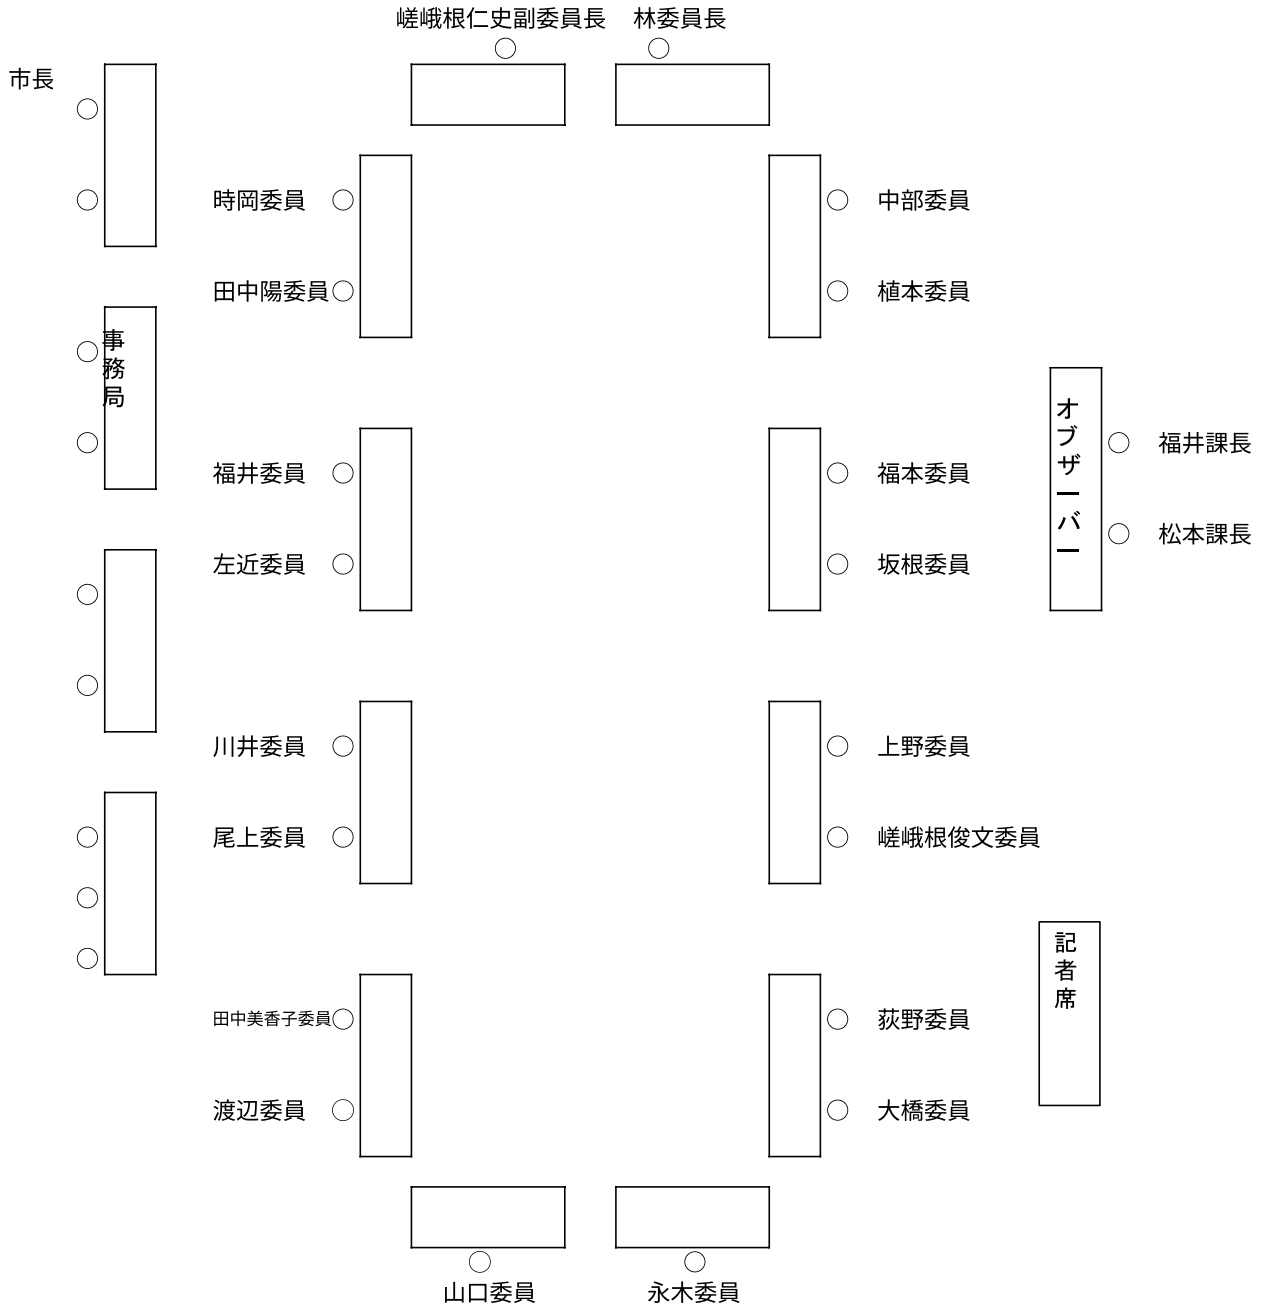 嵯峨根仁史副委員長 林委員長
市長
時岡委員 中部委員
田中陽委員 植本委員
事務局
オブザーバー
福井課長
福井委員 福本委員
松本課長
左近委員 坂根委員
川井委員 上野委員
尾上委員 嵯峨根俊文委員
記者席
田中美香子委員 荻野委員
渡辺委員 大橋委員
山口委員 永木委員